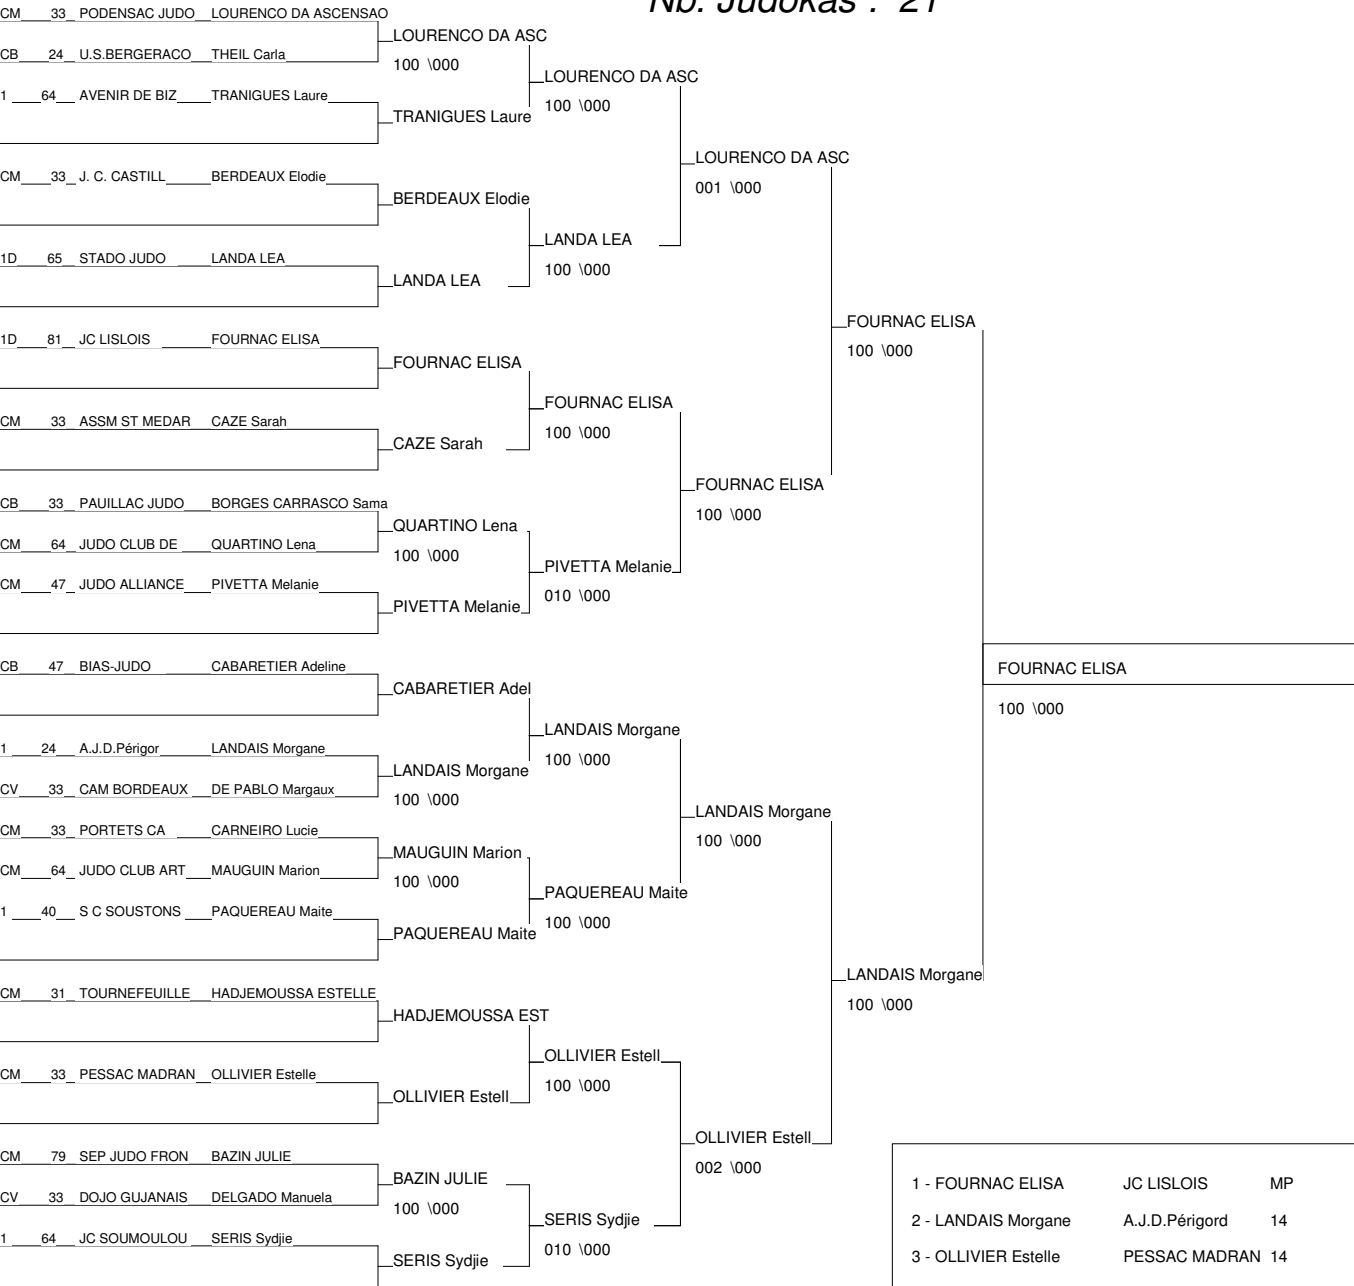 Nb. Judokas : 21
CM 33 PODENSAC JUDO LOURENCO DA ASCENSAO
LOURENCO DA ASC
CB 24 U.S.BERGERACO THEIL Carla
100 \000
LOURENCO DA ASC
1 64 AVENIR DE BIZ TRANIGUES Laure
100 \000
TRANIGUES Laure
LOURENCO DA ASC
CM 33 J. C. CASTILL BERDEAUX Elodie
001 \000
BERDEAUX Elodie
LANDA LEA
1D 65 STADO JUDO LANDA LEA
100 \000
LANDA LEA
FOURNAC ELISA
1D 81 JC LISLOIS FOURNAC ELISA
100 \000
FOURNAC ELISA
FOURNAC ELISA
CM 33 ASSM ST MEDAR CAZE Sarah
100 \000
CAZE Sarah
FOURNAC ELISA
CB 33 PAUILLAC JUDO BORGES CARRASCO Sama
100 \000
QUARTINO Lena
CM 64 JUDO CLUB DE QUARTINO Lena
100 \000
PIVETTA Melanie
CM 47 JUDO ALLIANCE PIVETTA Melanie
010 \000
PIVETTA Melanie
CB 47 BIAS-JUDO CABARETIER Adeline
FOURNAC ELISA
CABARETIER Adel
100 \000
LANDAIS Morgane
1 24 A.J.D.Périgor LANDAIS Morgane
100 \000
LANDAIS Morgane
CV 33 CAM BORDEAUX DE PABLO Margaux
100 \000
LANDAIS Morgane
CM 33 PORTETS CA CARNEIRO Lucie
100 \000
MAUGUIN Marion
CM 64 JUDO CLUB ART MAUGUIN Marion
100 \000
PAQUEREAU Maite
1 40 S C SOUSTONS PAQUEREAU Maite
100 \000
PAQUEREAU Maite
LANDAIS Morgane
CM 31 TOURNEFEUILLE HADJEMOUSSA ESTELLE
100 \000
HADJEMOUSSA EST
OLLIVIER Estell
CM 33 PESSAC MADRAN OLLIVIER Estelle
100 \000
OLLIVIER Estell
OLLIVIER Estell
CM 79 SEP JUDO FRON BAZIN JULIE
002 \000
BAZIN JULIE
CV 33 DOJO GUJANAIS DELGADO Manuela
100 \000
SERIS Sydjie
1 64 JC SOUMOULOU SERIS Sydjie
010 \000
SERIS Sydjie
1 - FOURNAC ELISA JC LISLOIS MP
2 - LANDAIS Morgane A.J.D.Périgord 14
3 - OLLIVIER Estelle PESSAC MADRAN 14